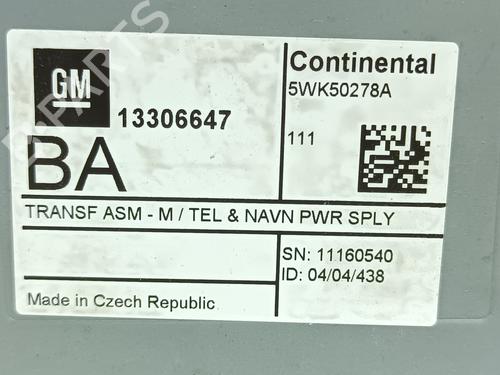 GM
13306647
BA
Continental
5WK50278A
111
TRANSF ASM - M / TEL & NAVN PWR SPLY
SN: 11160540
ID: 04/04/438
Made in Czech Republic